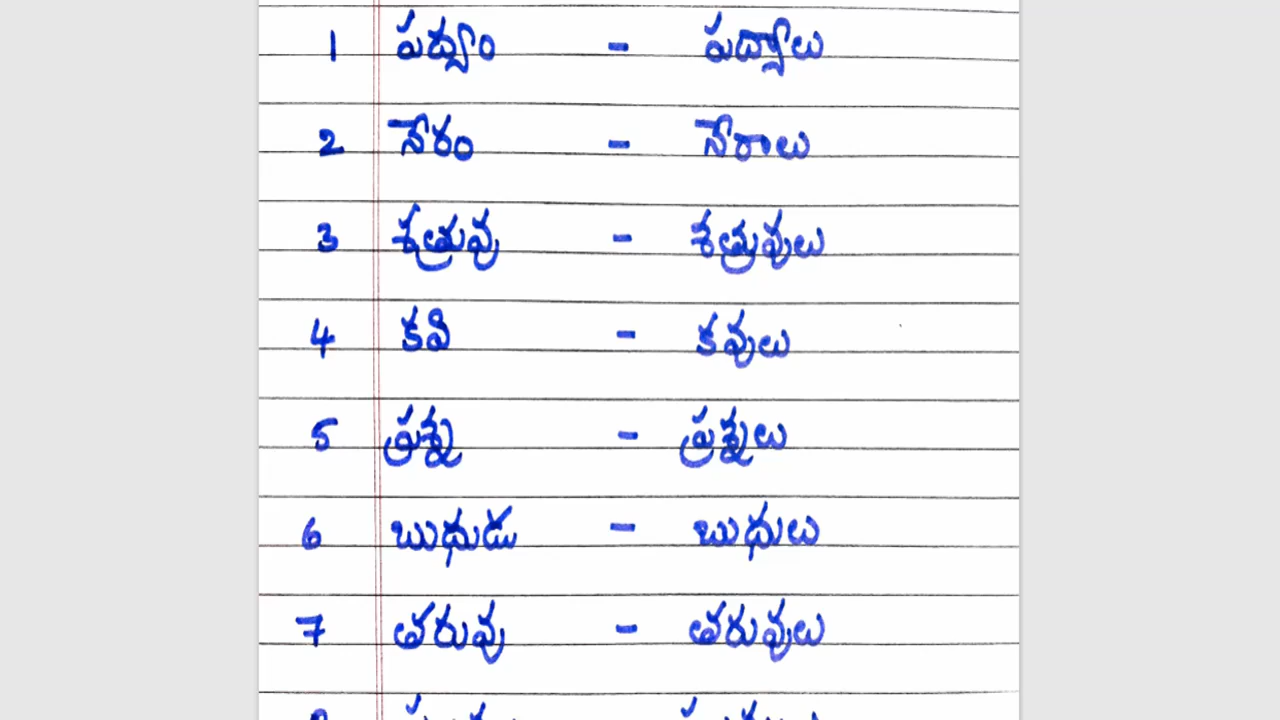 1 పద్యం - పద్యాలు
2 నేరం - నేరాలు
3 శత్రువు - శత్రువులు
4 కవి - కవులు
5 ప్రశ్న - ప్రశ్నలు
6 బుధుడు - బుధులు
7 తరువు - తరువులు